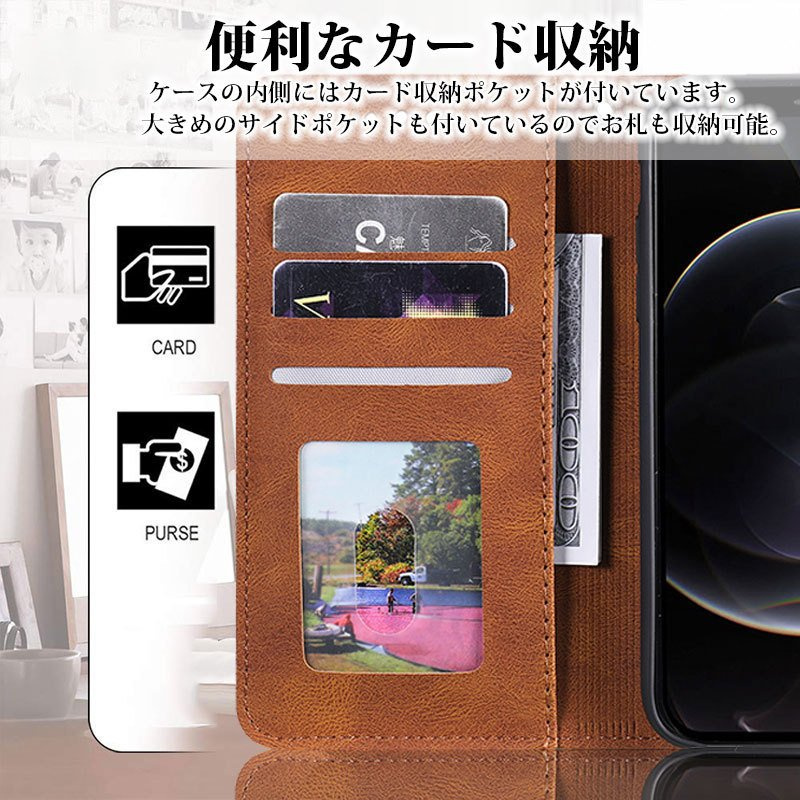 便利なカード収納
ケースの内側にはカード収納ポケットが付いています。
大きめのサイドポケットも付いているのでお札も収納可能。
CARD
PURSE